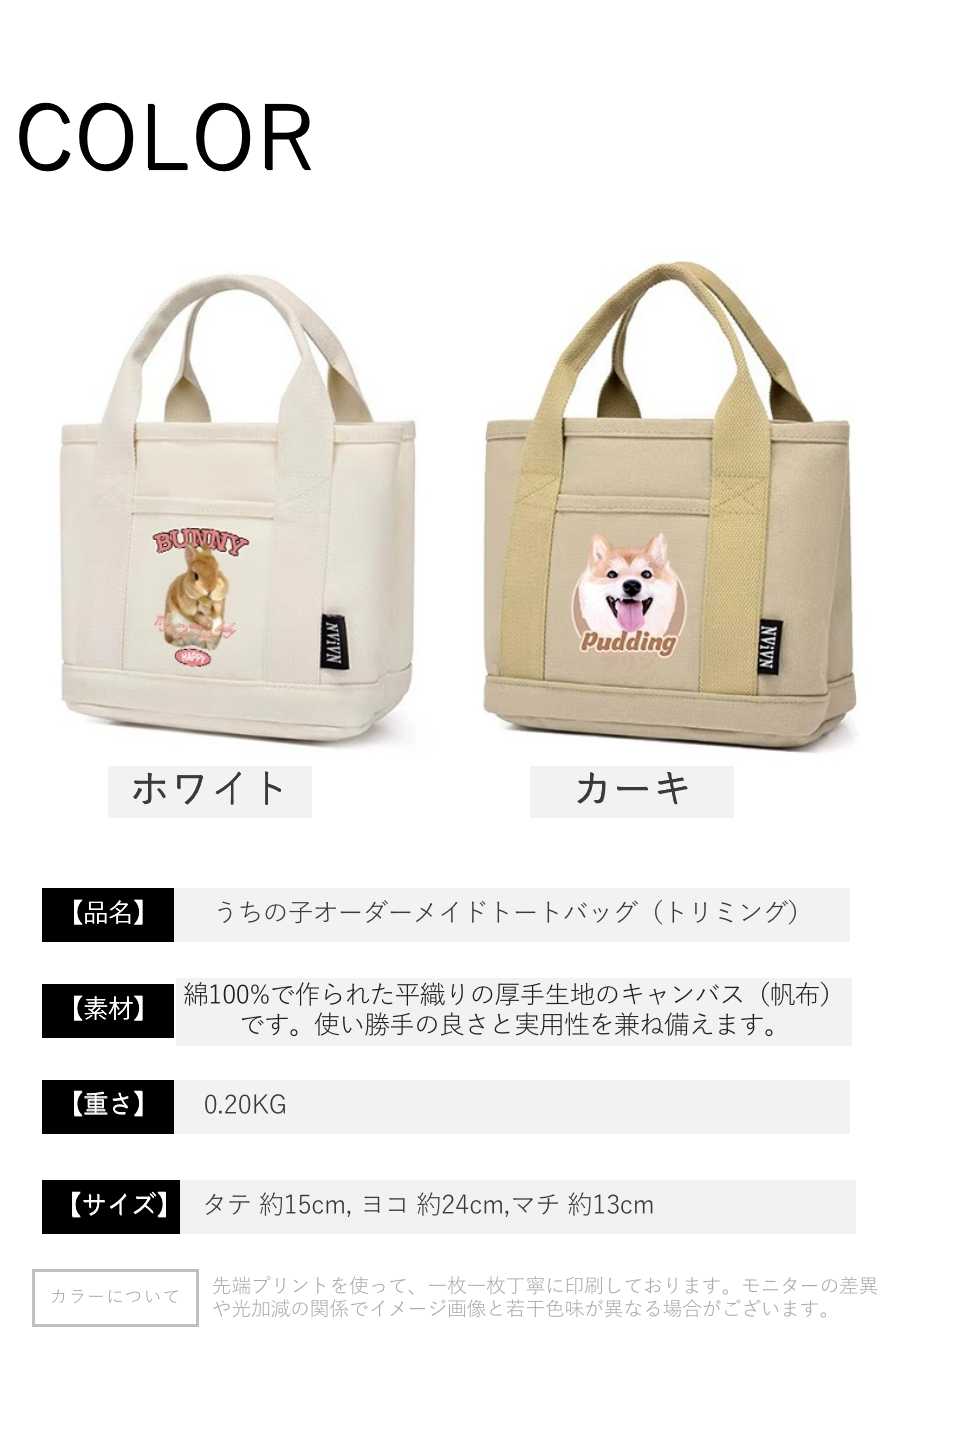 COLOR
BUNNY
HAPPY
NVIVN
Pudding
NVIVN
ホワイト
カーキ
【品名】
うちの子オーダーメイドトートバッグ（トリミング）
【素材】
綿100%で作られた平織りの厚手生地のキャンバス（帆布）
です。使い勝手の良さと実用性を兼ね備えます。
【重さ】
0.20KG
【サイズ】
タテ 約15cm, ヨコ 約24cm,マチ 約13cm
カラーについて
先端プリントを使って、一枚一枚丁寧に印刷しております。モニターの差異
や光加減の関係でイメージ画像と若干色味が異なる場合がございます。